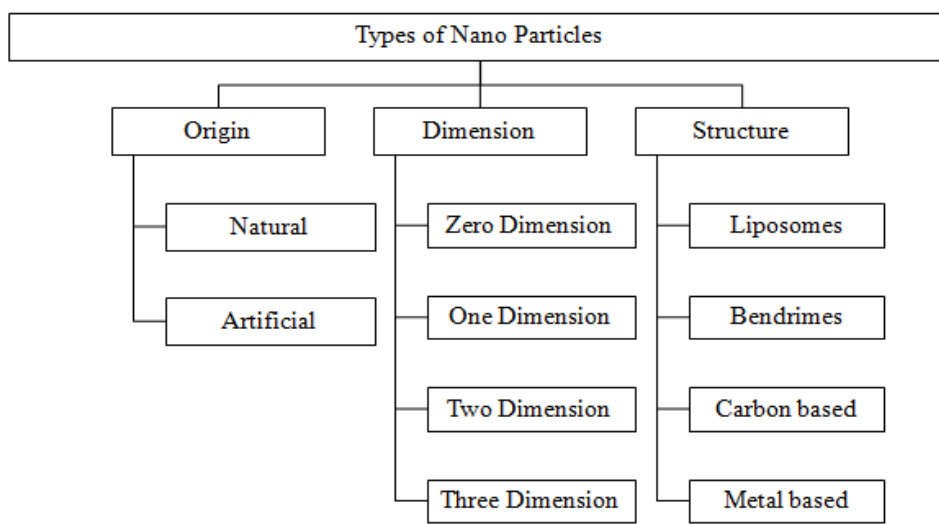 Types of Nano Particles
Origin
Dimension
Structure
Natural
Zero Dimension
Liposomes
Artificial
One Dimension
Bendrimes
Two Dimension
Carbon based
Three Dimension
Metal based